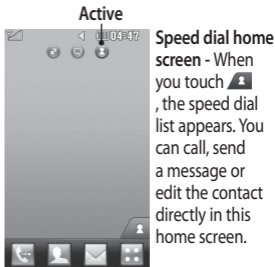 Active
04:47
Speed dial home
screen - When
you touch
, the speed dial
list appears. You
can call, send
a message or
edit the contact
directly in this
home screen.